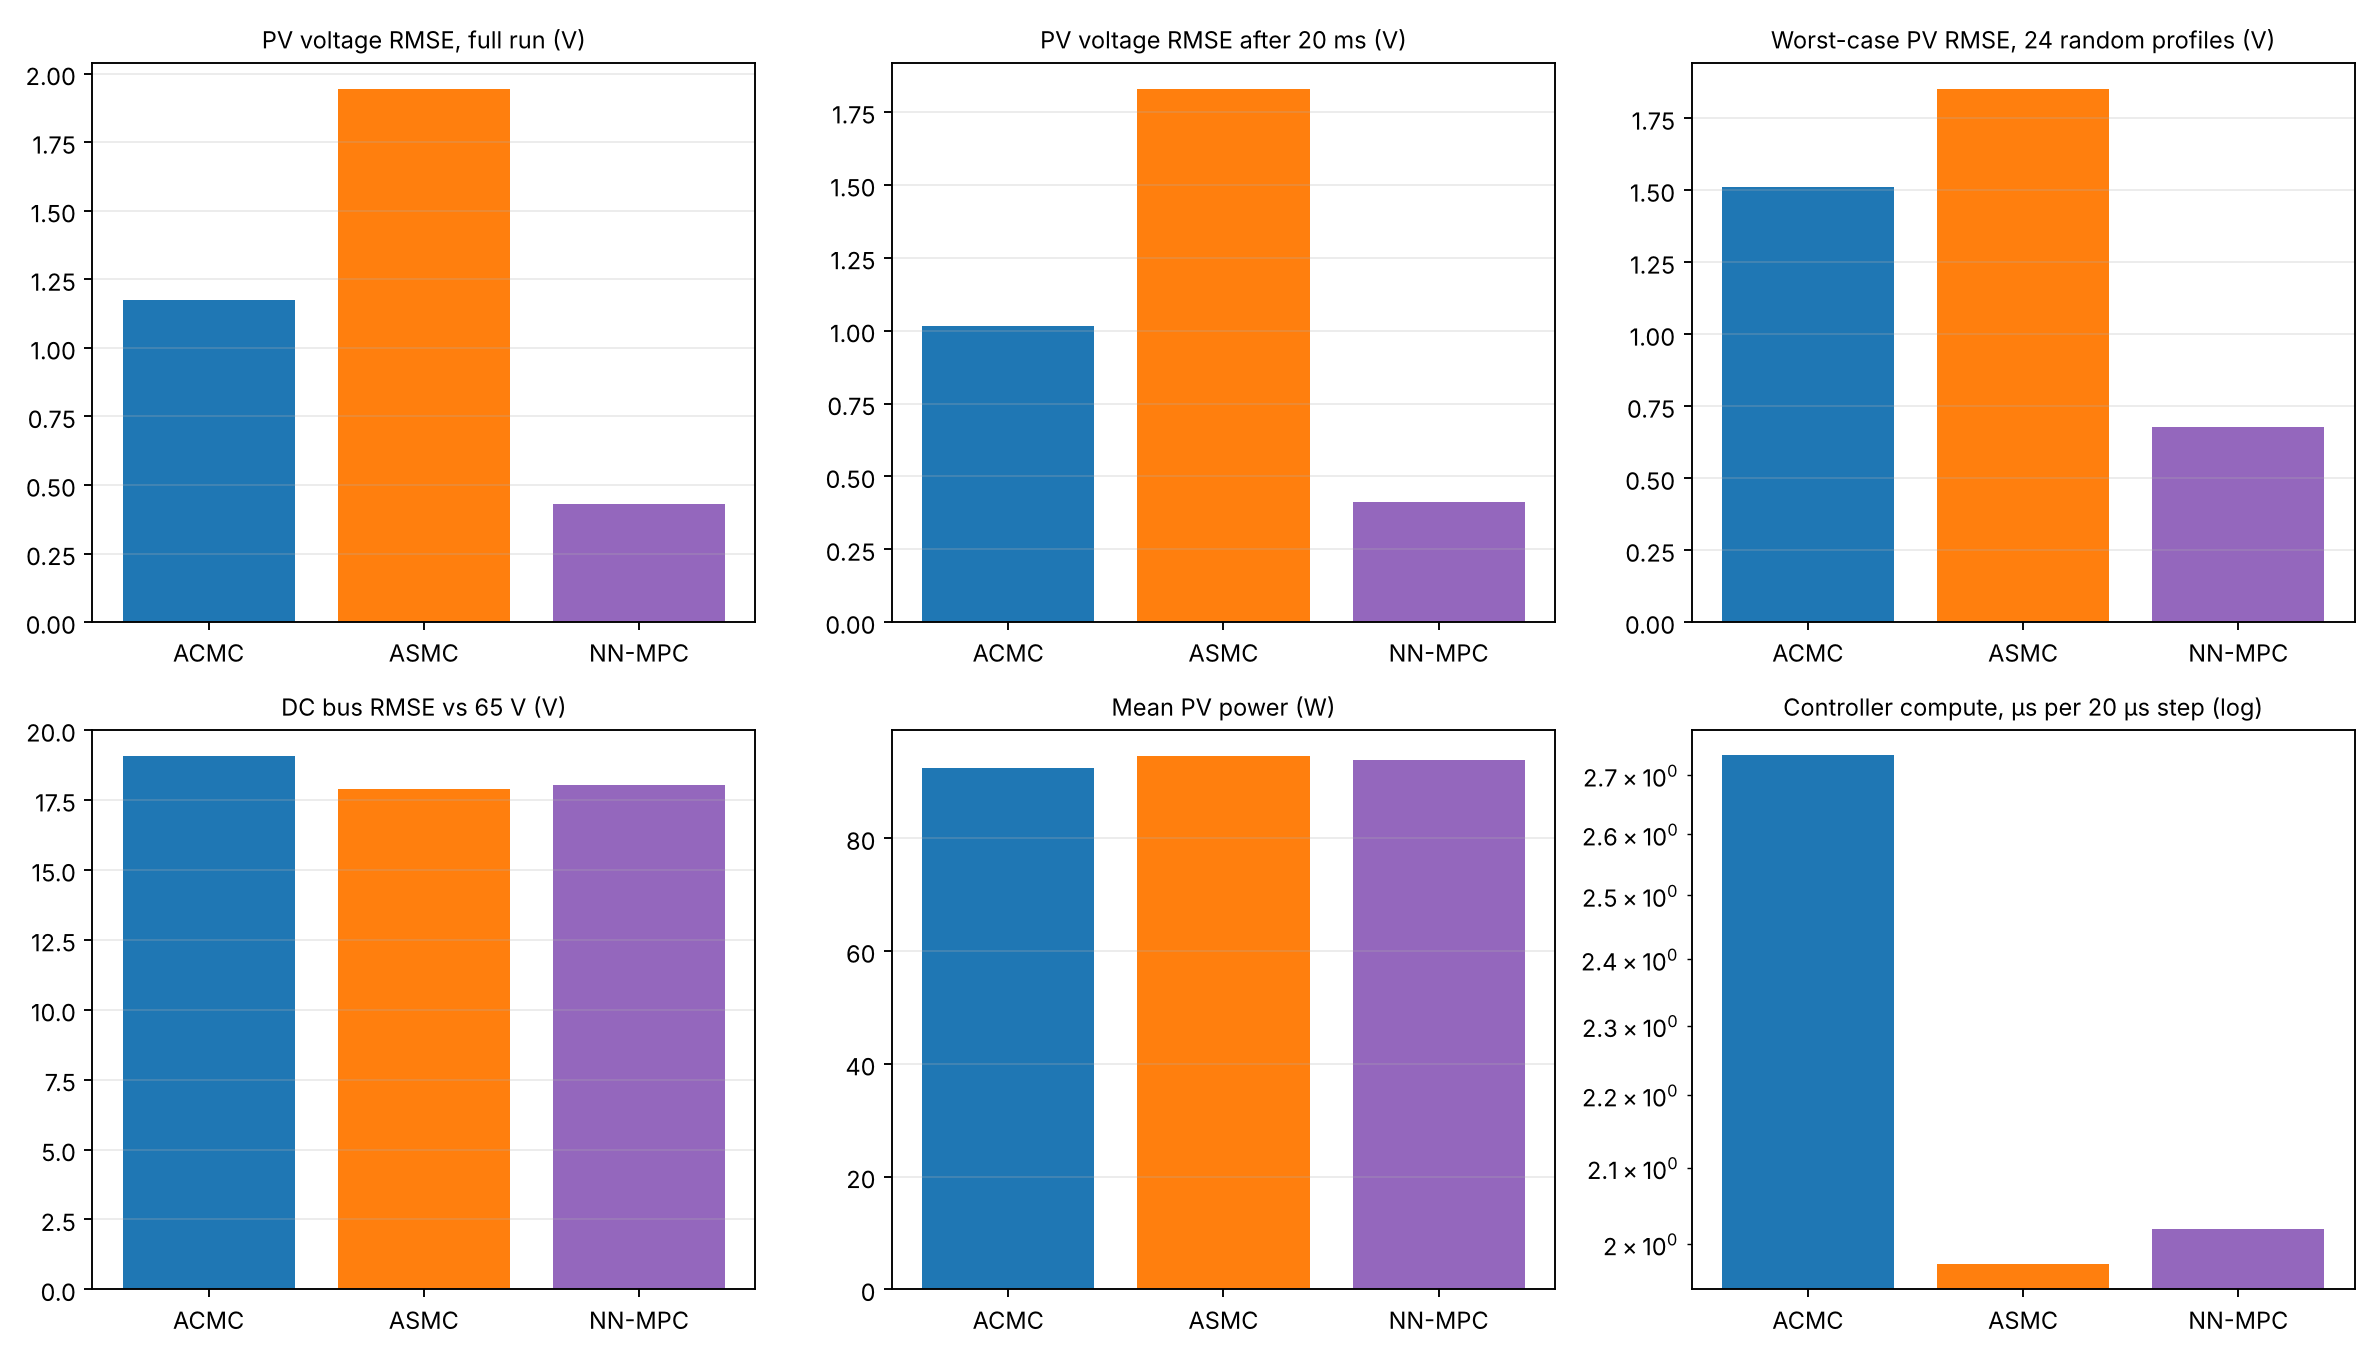 PV voltage RMSE, full run (V)
2.00
1.75
1.50
1.25
1.00
0.75
0.50
0.25
0.00
ACMC ASMC NN-MPC
PV voltage RMSE after 20 ms (V)
1.75
1.50
1.25
1.00
0.75
0.50
0.25
0.00
ACMC ASMC NN-MPC
Worst-case PV RMSE, 24 random profiles (V)
1.75
1.50
1.25
1.00
0.75
0.50
0.25
0.00
ACMC ASMC NN-MPC
DC bus RMSE vs 65 V (V)
20.0
17.5
15.0
12.5
10.0
7.5
5.0
2.5
0.0
ACMC ASMC NN-MPC
Mean PV power (W)
80
60
40
20
0
ACMC ASMC NN-MPC
Controller compute, µs per 20 µs step (log)
2.7 × 10⁰
2.6 × 10⁰
2.5 × 10⁰
2.4 × 10⁰
2.3 × 10⁰
2.2 × 10⁰
2.1 × 10⁰
2 × 10⁰
ACMC ASMC NN-MPC